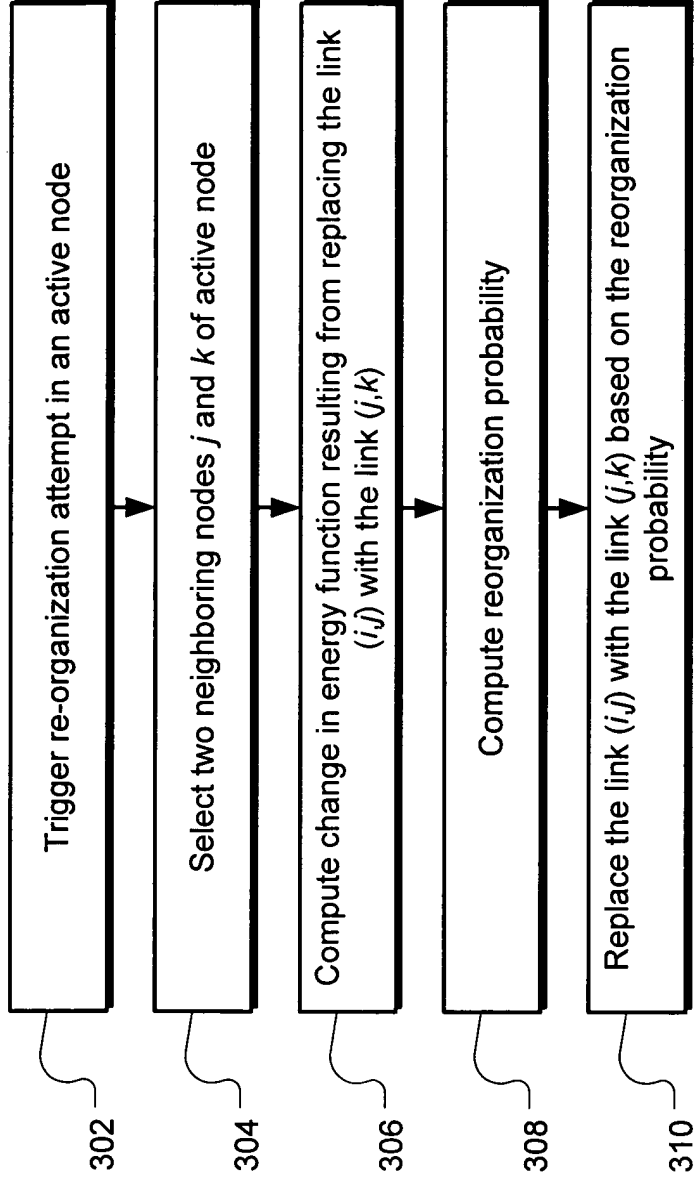 302
Trigger re-organization attempt in an active node
304
Select two neighboring nodes j and k of active node
306
Compute change in energy function resulting from replacing the link
(i,j) with the link (j,k)
308
Compute reorganization probability
310
Replace the link (i,j) with the link (j,k) based on the reorganization
probability